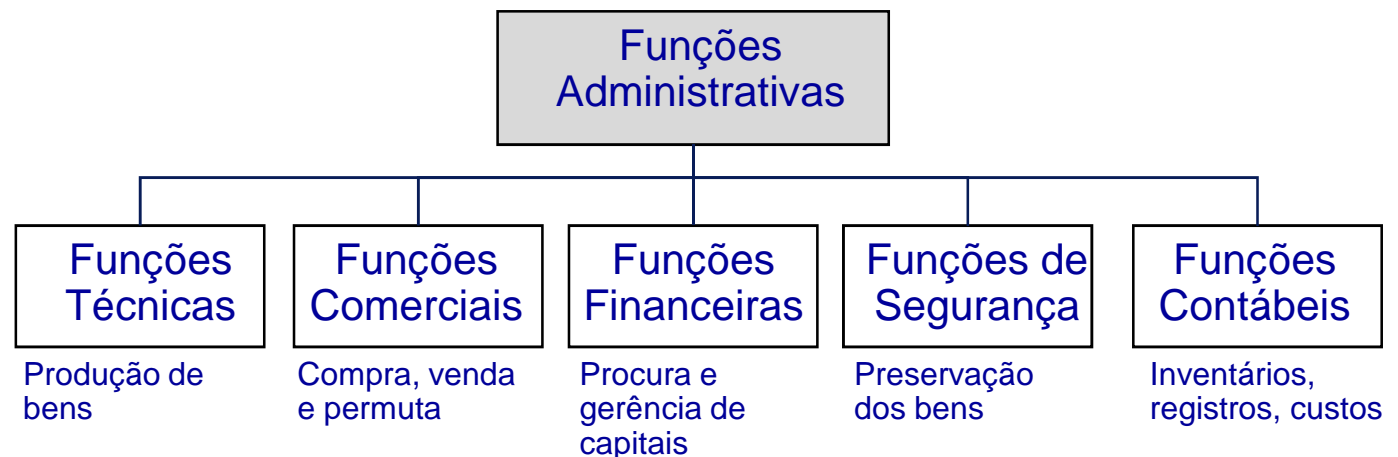 Funções
Administrativas
Funções
Técnicas
Funções
Comerciais
Funções
Financeiras
Funções de
Segurança
Funções
Contábeis
Produção de
bens
Compra, venda
e permuta
Procura e
gerência de
capitais
Preservação
dos bens
Inventários,
registros, custos